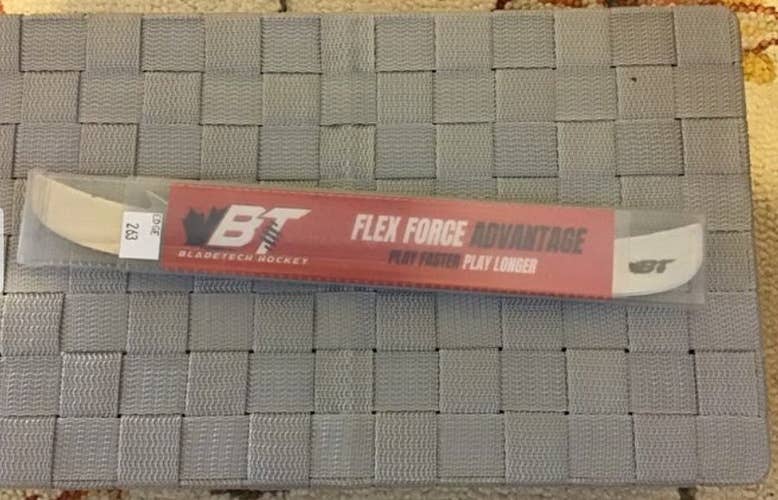 EDGE
263
BT
BLADETECH HOCKEY
FLEX FORCE ADVANTAGE
PLAY FASTER PLAY LONGER
BT